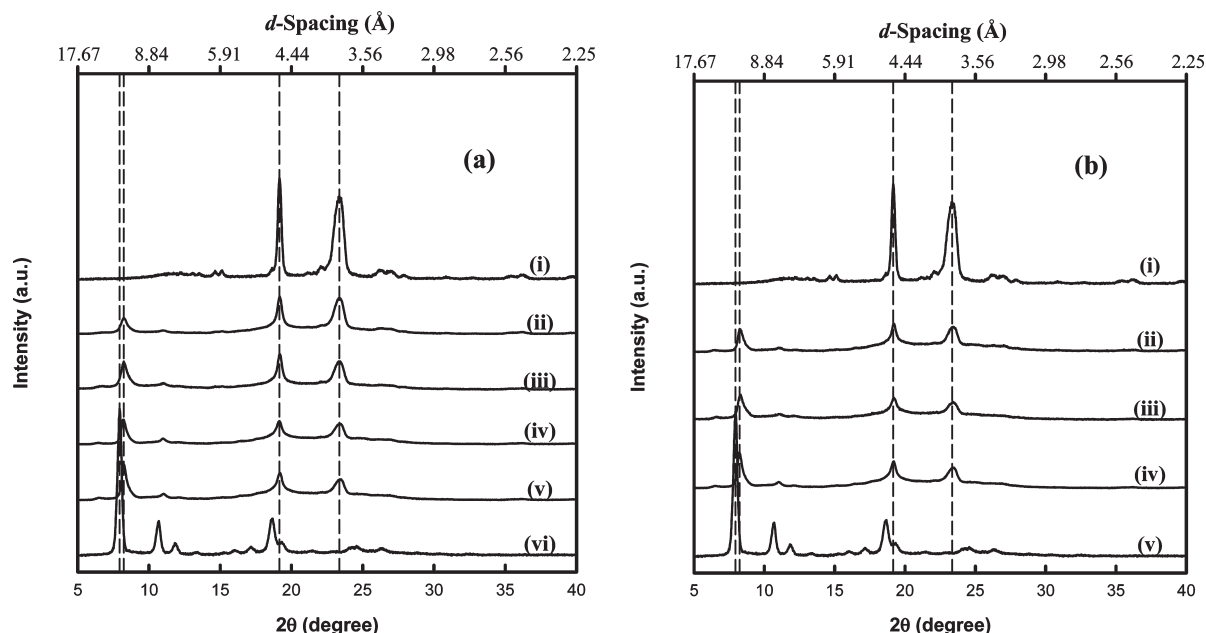 d-Spacing (Å)
17.67 8.84 5.91 4.44 3.56 2.98 2.56 2.25
(a)
(i)
(ii)
(iii)
(iv)
(v)
(vi)
Intensity (a.u.)
5 10 15 20 25 30 35 40
2θ (degree)
d-Spacing (Å)
17.67 8.84 5.91 4.44 3.56 2.98 2.56 2.25
(b)
(i)
(ii)
(iii)
(iv)
(v)
Intensity (a.u.)
5 10 15 20 25 30 35 40
2θ (degree)